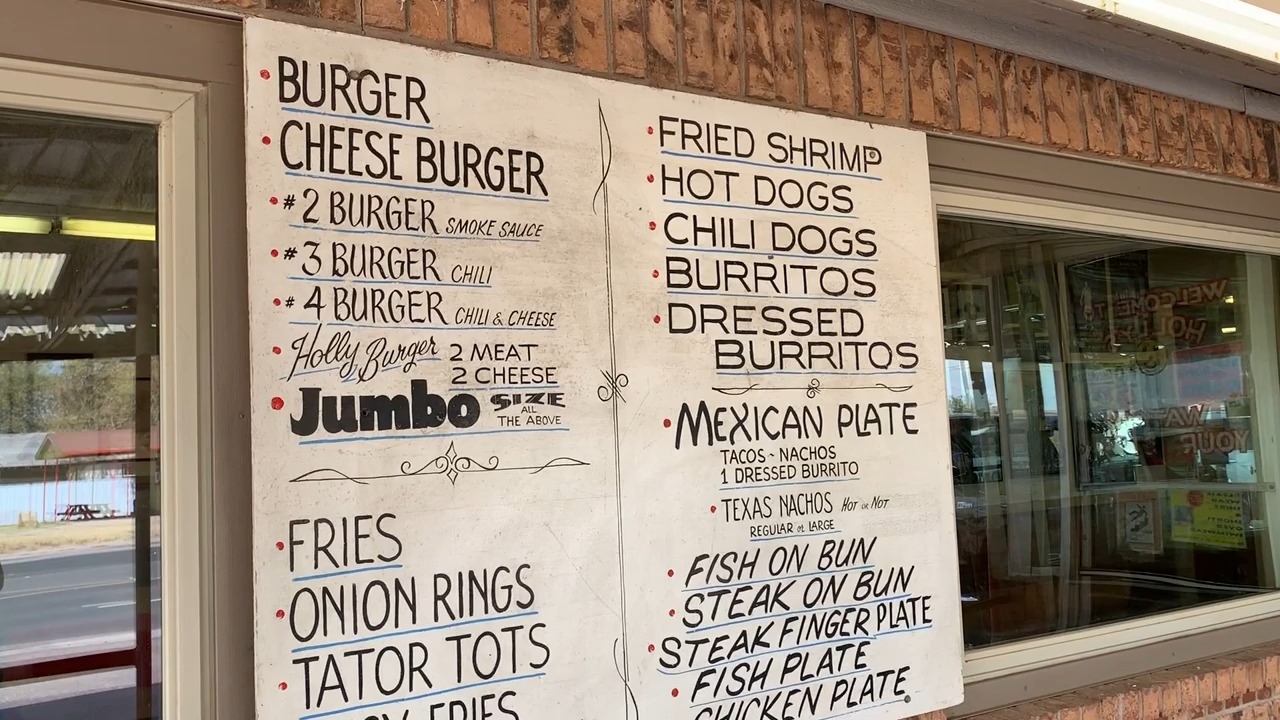 BURGER
CHEESE BURGER
#2 BURGER SMOKE SAUCE
#3 BURGER CHILI
#4 BURGER CHILI & CHEESE
Holly Burger 2 MEAT
2 CHEESE
Jumbo SIZE
ALL
THE ABOVE
FRIES
ONION RINGS
TATOR TOTS
FRIES
FRIED SHRIMP
HOT DOGS
CHILI DOGS
BURRITOS
DRESSED
BURRITOS
MEXICAN PLATE
TACOS ~ NACHOS
1 DRESSED BURRITO
TEXAS NACHOS HOT or NOT
REGULAR or LARGE
FISH ON BUN
STEAK ON BUN
STEAK FINGER PLATE
FISH PLATE
CHICKEN PLATE
WELCOME TO